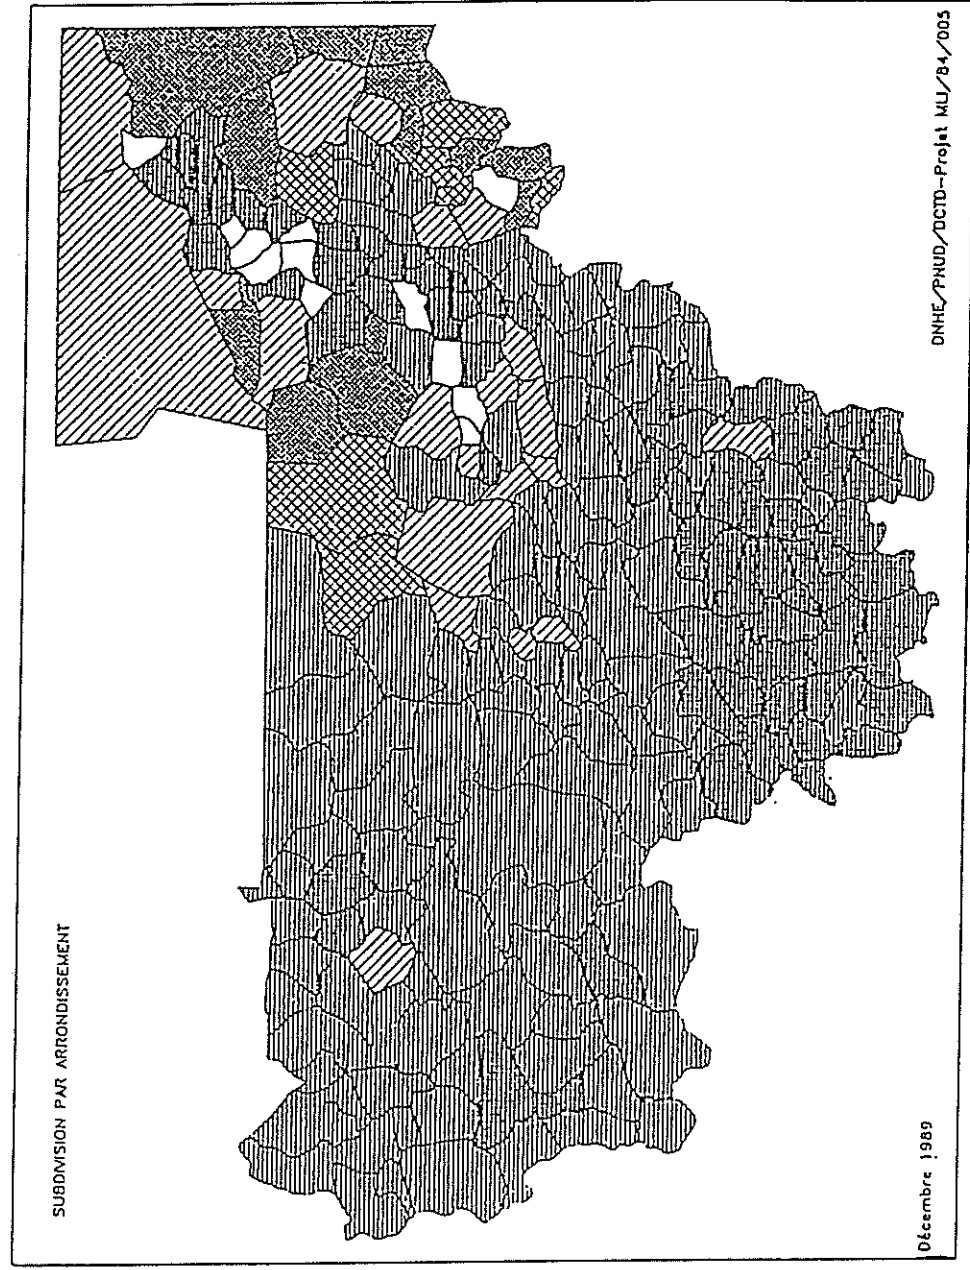 SUBDIVISION PAR ARRONDISSEMENT
Décembre 1989
DNHE/PNUD/DCTD-Projet MLI/84/005